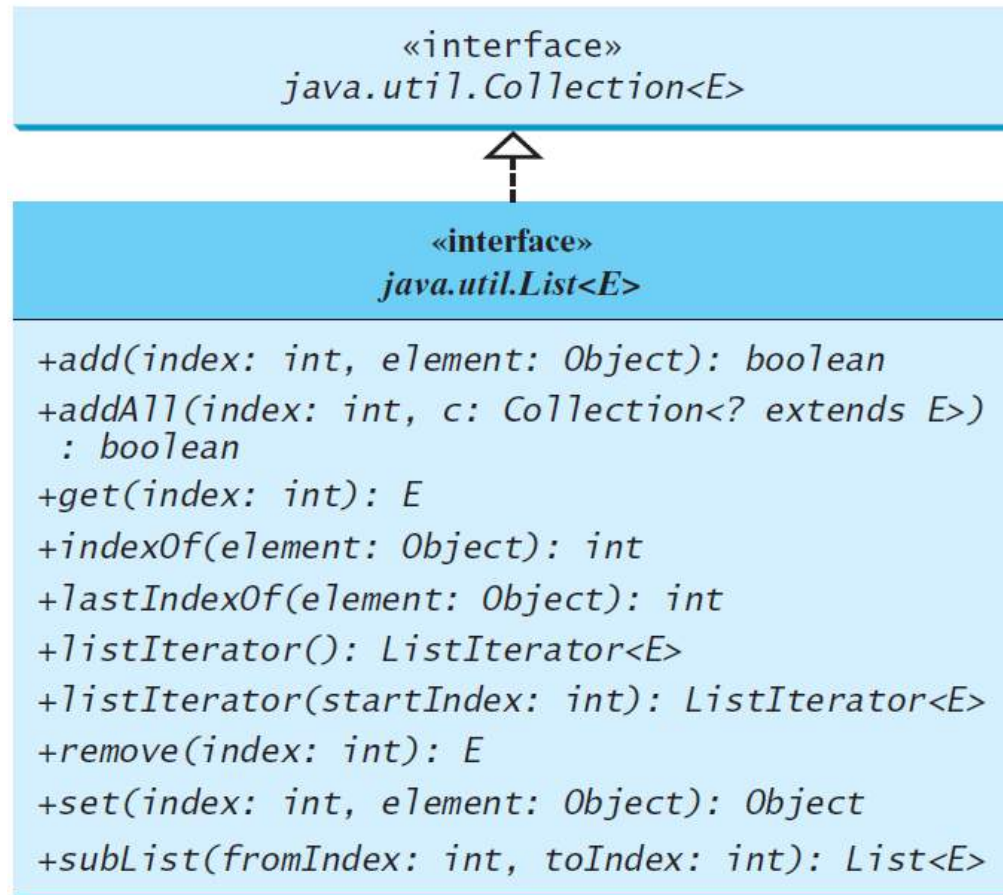 «interface»
java.util.Collection<E>
«interface»
java.util.List<E>
+add(index: int, element: Object): boolean
+addAll(index: int, c: Collection<? extends E>)
: boolean
+get(index: int): E
+indexOf(element: Object): int
+lastIndexOf(element: Object): int
+listIterator(): ListIterator<E>
+listIterator(startIndex: int): ListIterator<E>
+remove(index: int): E
+set(index: int, element: Object): Object
+subList(fromIndex: int, toIndex: int): List<E>